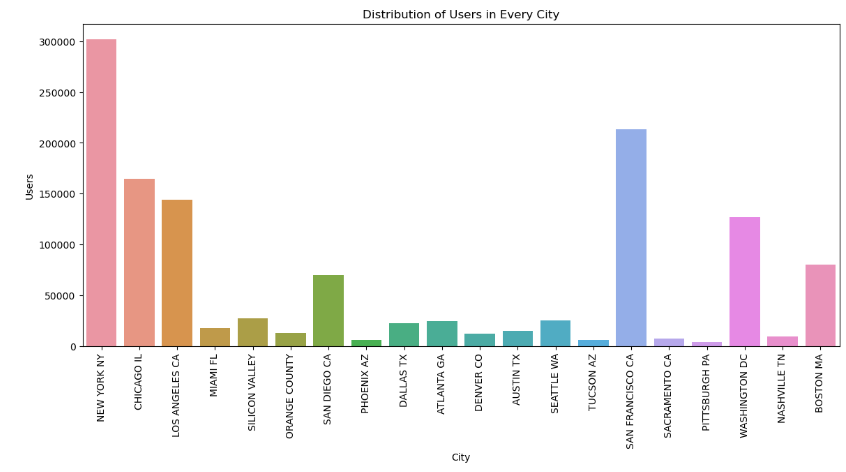 Distribution of Users in Every City
Users
300000
250000
200000
150000
100000
50000
0
NEW YORK NY
CHICAGO IL
LOS ANGELES CA
MIAMI FL
SILICON VALLEY
ORANGE COUNTY
SAN DIEGO CA
PHOENIX AZ
DALLAS TX
ATLANTA GA
DENVER CO
AUSTIN TX
SEATTLE WA
TUCSON AZ
SAN FRANCISCO CA
SACRAMENTO CA
PITTSBURGH PA
WASHINGTON DC
NASHVILLE TN
BOSTON MA
City